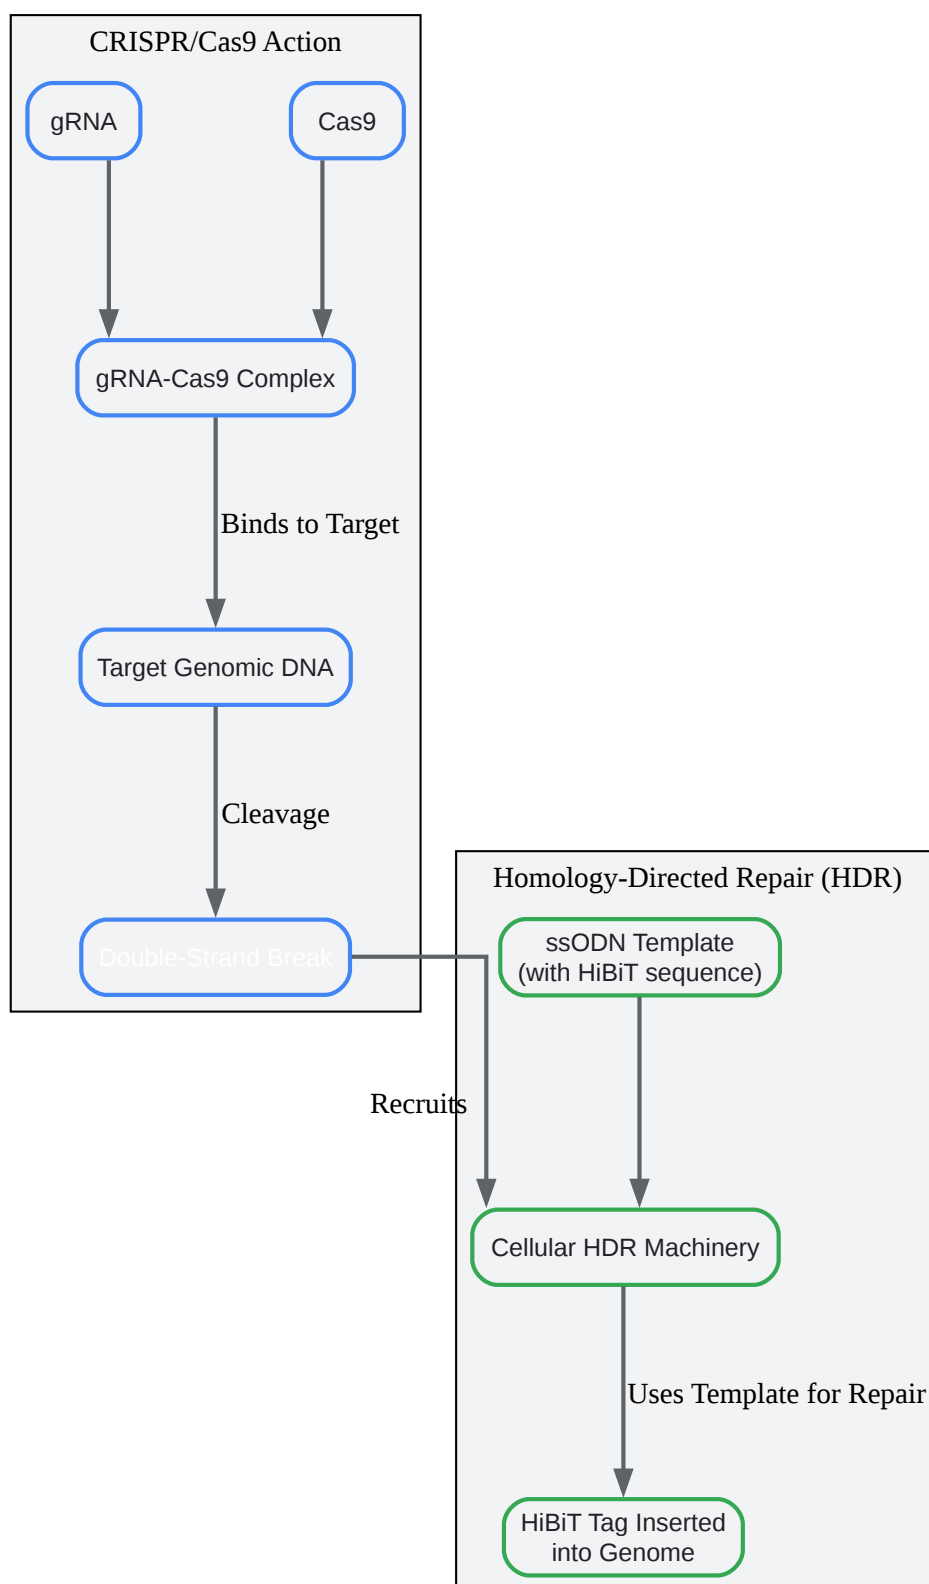 CRISPR/Cas9 Action
gRNA
Cas9
gRNA-Cas9 Complex
Binds to Target
Target Genomic DNA
Cleavage
Double-Strand Break
Homology-Directed Repair (HDR)
ssODN Template
(with HiBiT sequence)
Recruits
Cellular HDR Machinery
Uses Template for Repair
HiBiT Tag Inserted
into Genome